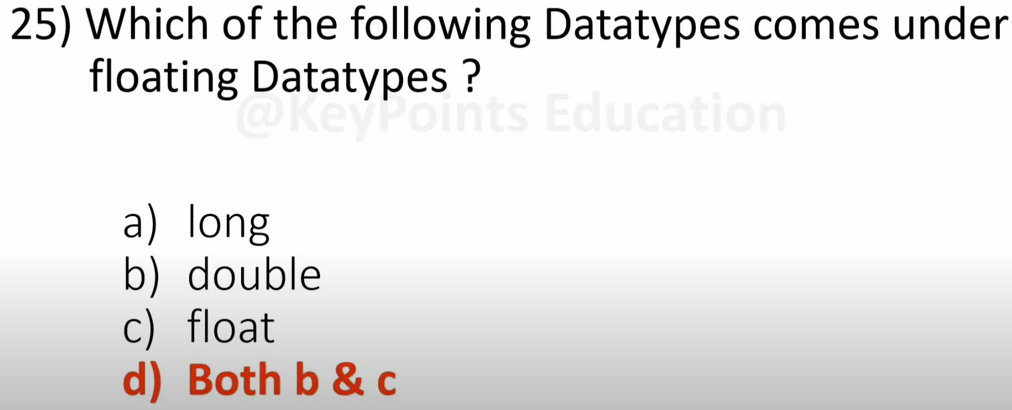 25) Which of the following Datatypes comes under
floating Datatypes ?
@KeyPoints Education
a) long
b) double
c) float
d) Both b & c